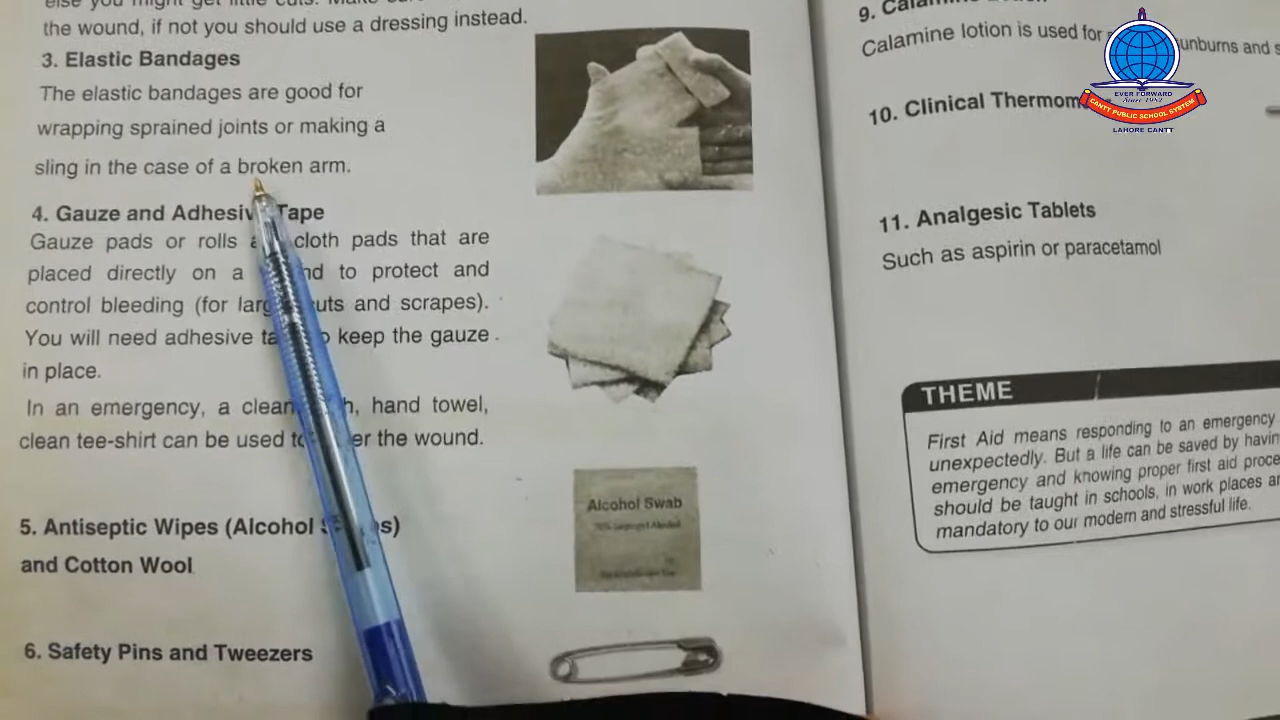 the wound, if not you should use a dressing instead.
3. Elastic Bandages
The elastic bandages are good for
wrapping sprained joints or making a
sling in the case of a broken arm.
4. Gauze and Adhesiv Tape
Gauze pads or rolls cloth pads that are
placed directly on a nd to protect and
control bleeding (for larg cuts and scrapes).
You will need adhesive ta keep the gauze
in place.
In an emergency, a clean h, hand towel,
clean tee-shirt can be used to er the wound.
Alcohol Swab
5. Antiseptic Wipes (Alcohol S s)
and Cotton Wool
6. Safety Pins and Tweezers
9. Calamine
Calamine lotion is used for unburns and s
10. Clinical Thermom
11. Analgesic Tablets
Such as aspirin or paracetamol
THEME
First Aid means responding to an emergency
unexpectedly. But a life can be saved by havin
emergency and knowing proper first aid proce
should be taught in schools, in work places a
mandatory to our modern and stressful life.
EVER FORWARD
Since 1982
CANTT PUBLIC SCHOOL SYSTEM
LAHORE CANTT